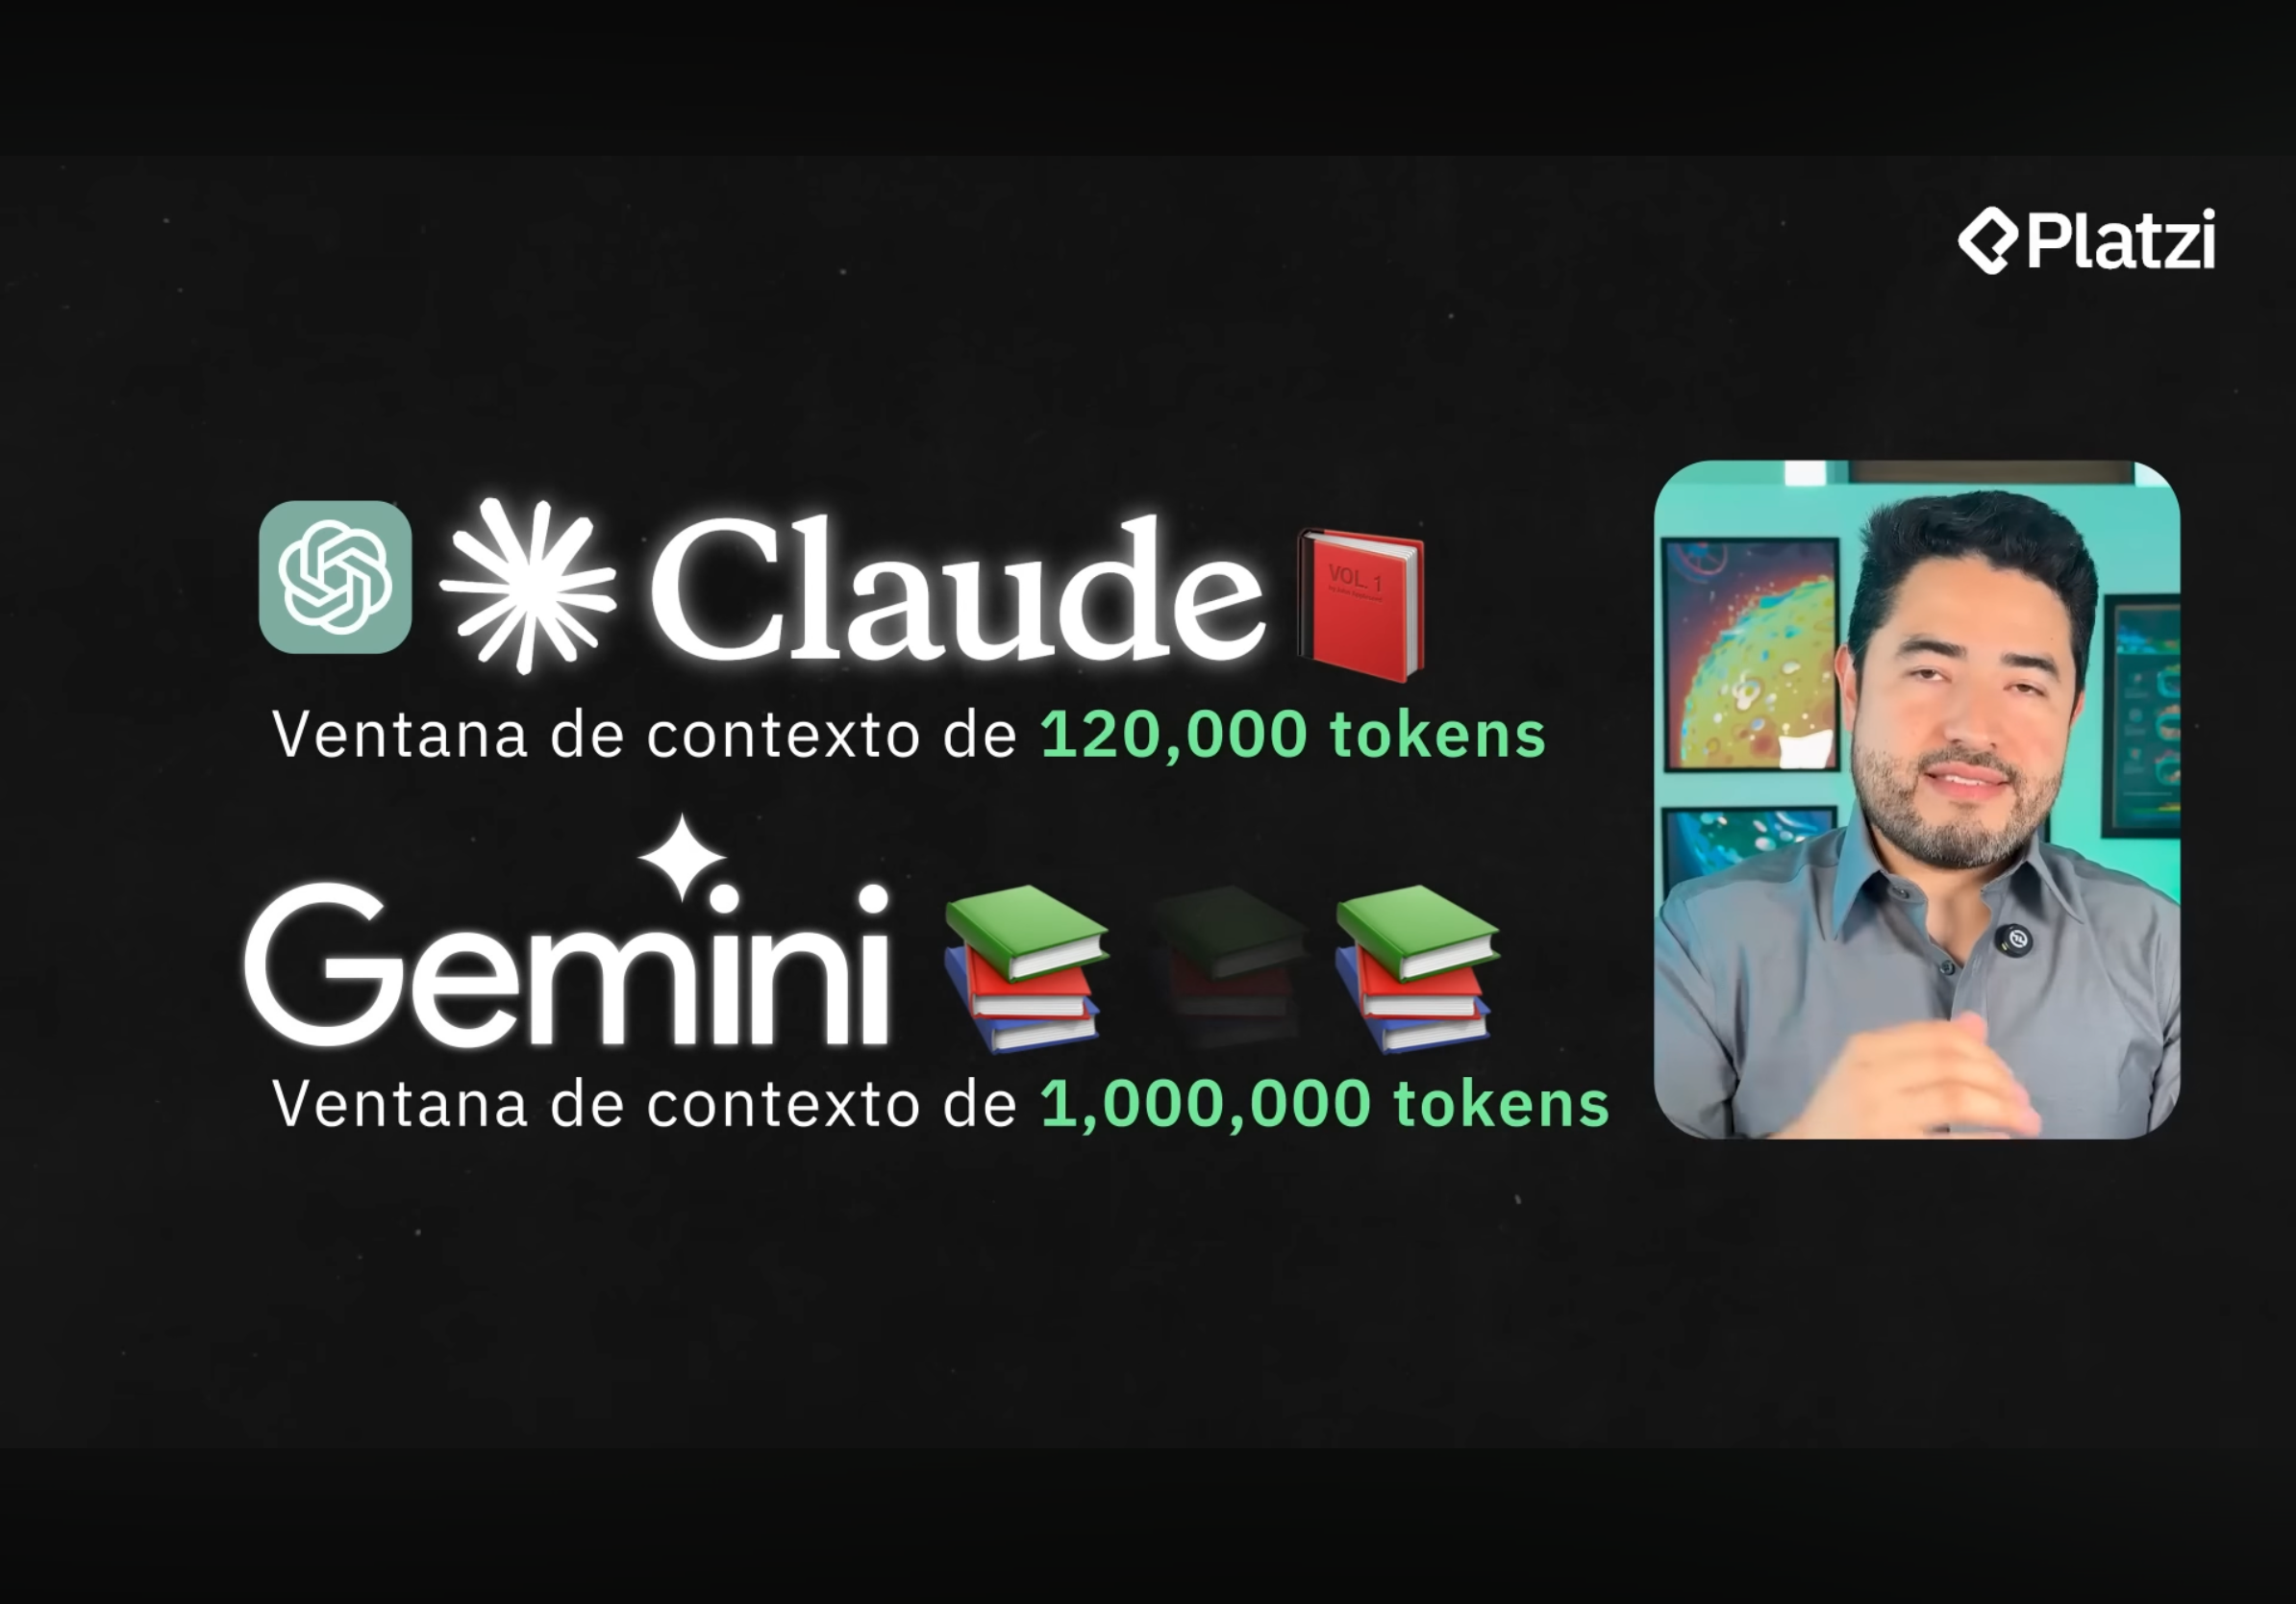 Platzi
Claude
VOL. 1
Ventana de contexto de 120,000 tokens
Gemini
Ventana de contexto de 1,000,000 tokens